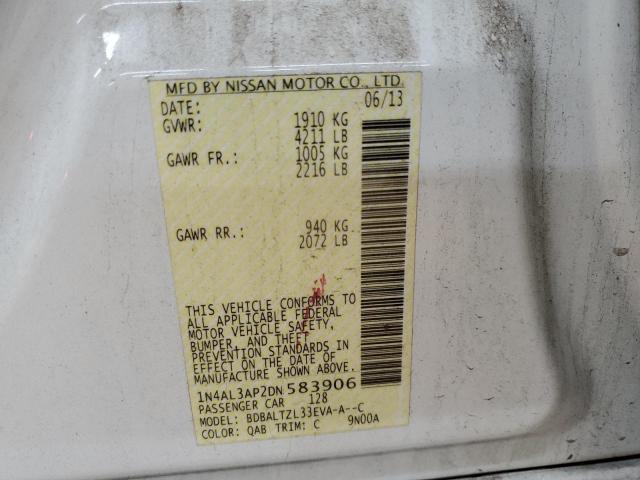 MFD BY NISSAN MOTOR CO., LTD.
DATE: 06/13
GVWR: 1910 KG
4211 LB
GAWR FR.: 1005 KG
2216 LB
GAWR RR.: 940 KG
2072 LB
THIS VEHICLE CONFORMS TO
ALL APPLICABLE FEDERAL
MOTOR VEHICLE SAFETY,
BUMPER, AND THEFT
PREVENTION STANDARDS IN
EFFECT ON THE DATE OF
MANUFACTURE SHOWN ABOVE.
1N4AL3AP2DN583906
PASSENGER CAR 128
MODEL: BDBALTZL33EVA-A--C
COLOR: QAB TRIM: C 9N00A